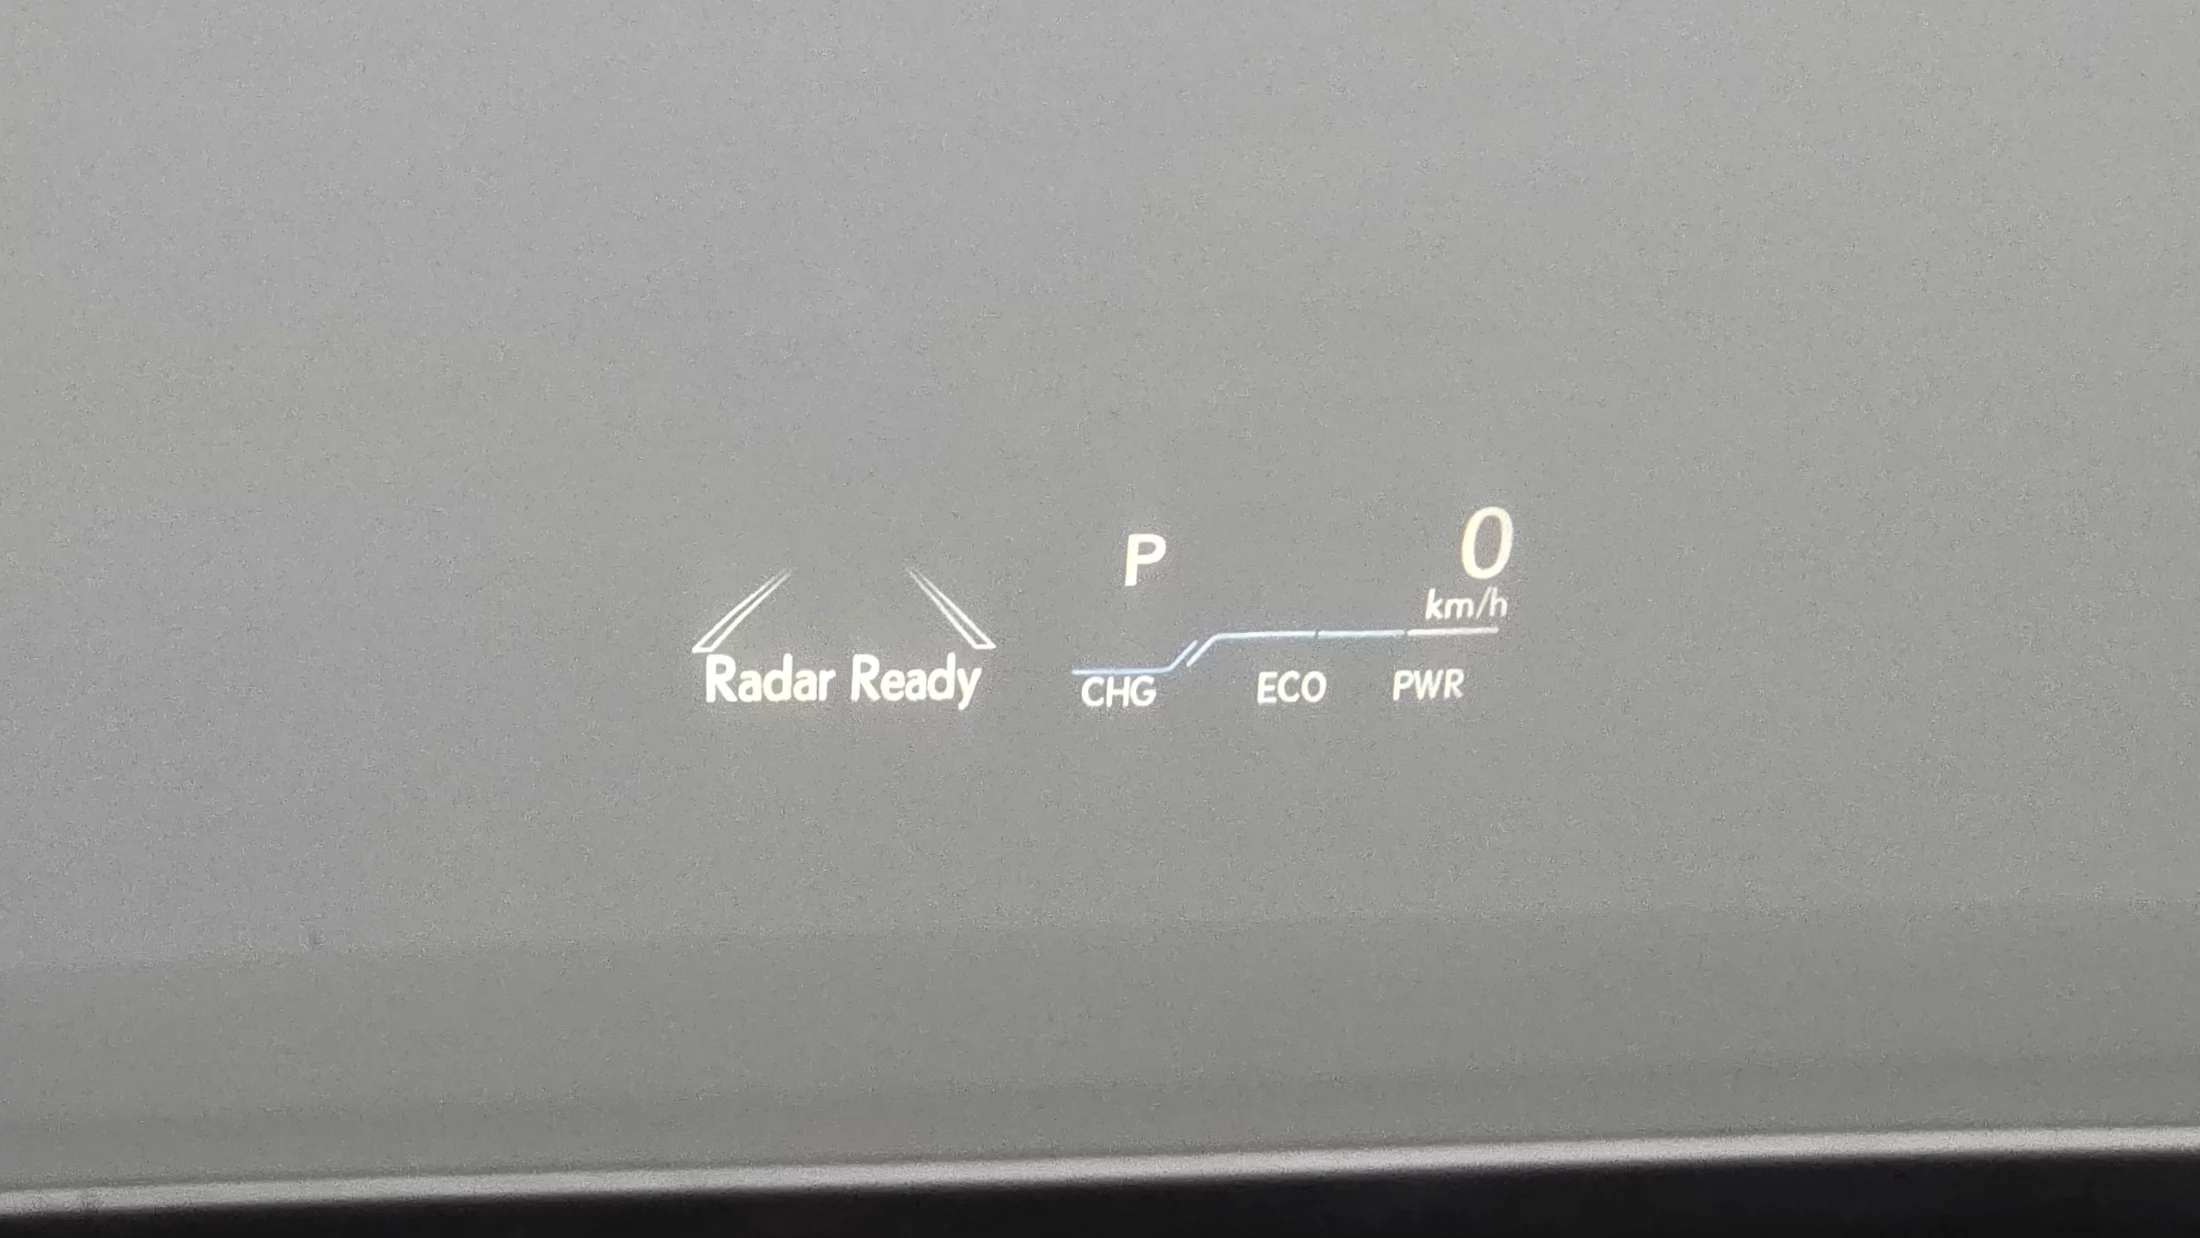 P
0
km/h
Radar Ready
CHG ECO PWR